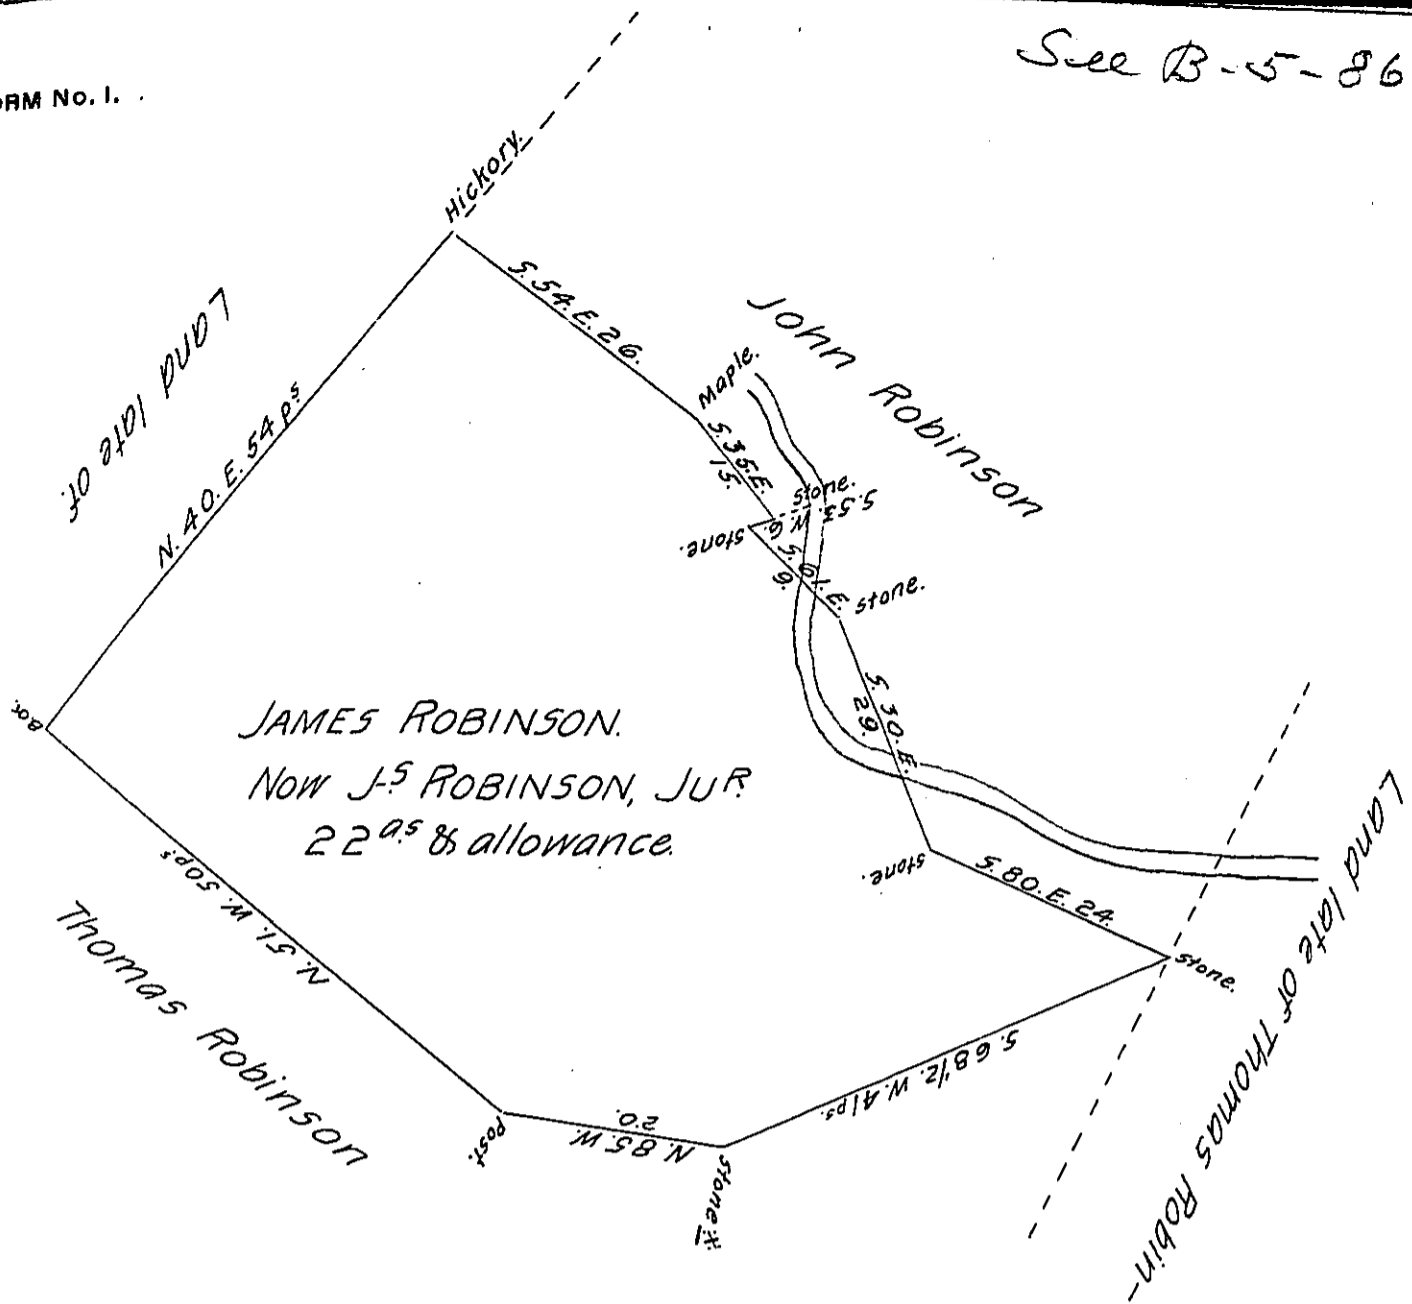 See B-5-86
ORM No. 1.
Hickory.
Land late of.
N. 40. E. 54 ps
S. 54. E. 26.
Maple.
John Robinson
S. 35. E.
15.
Stone.
S. 53. W. 6.
Stone.
S. 61. E.
9.
Stone.
S. 30. E.
29.
Stone.
S. 80. E. 24.
Stone.
Land late of Thomas Robin-
JAMES ROBINSON.
Now J-S ROBINSON, JUR.
22 as & allowance.
N. 51. W. 50 ps
Thomas Robinson
Post.
N. 85. W.
20.
Stone
S. 68 1/2. W. 41 ps.